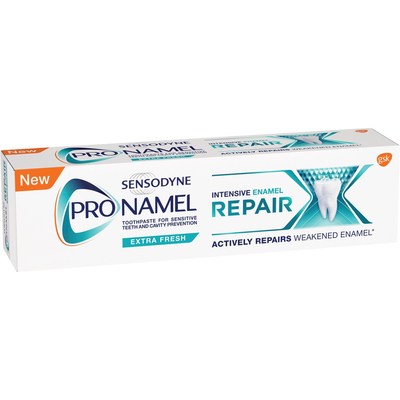 New
SENSODYNE
PRONAMEL
TOOTHPASTE FOR SENSITIVE
TEETH AND CAVITY PREVENTION
EXTRA FRESH
INTENSIVE ENAMEL
REPAIR
ACTIVELY REPAIRS WEAKENED ENAMEL*
gsk